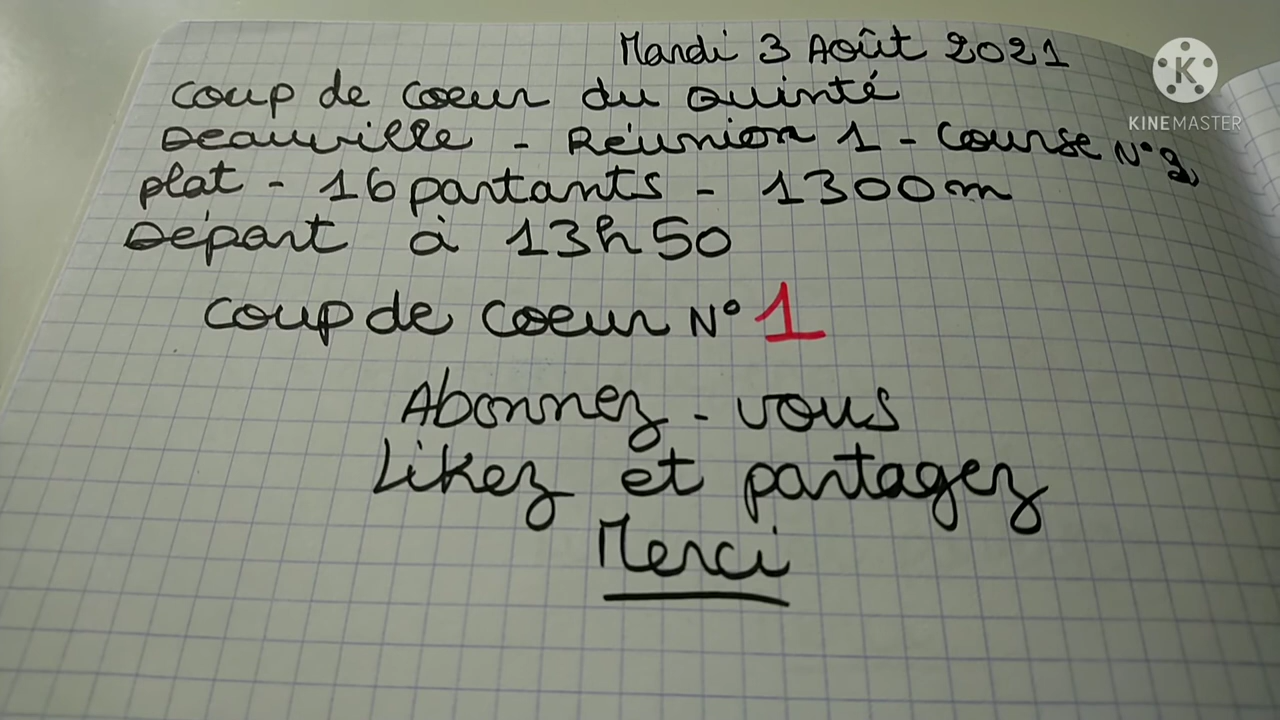 Mardi 3 Août 2021
coup de coeur du Quinté
Deauville - Réunion 1 - Course N°2
plat - 16 partants - 1300m
Départ à 13h50
coup de coeur N° 1
Abonnez-vous
Likez et partagez
Merci
K
KINEMASTER